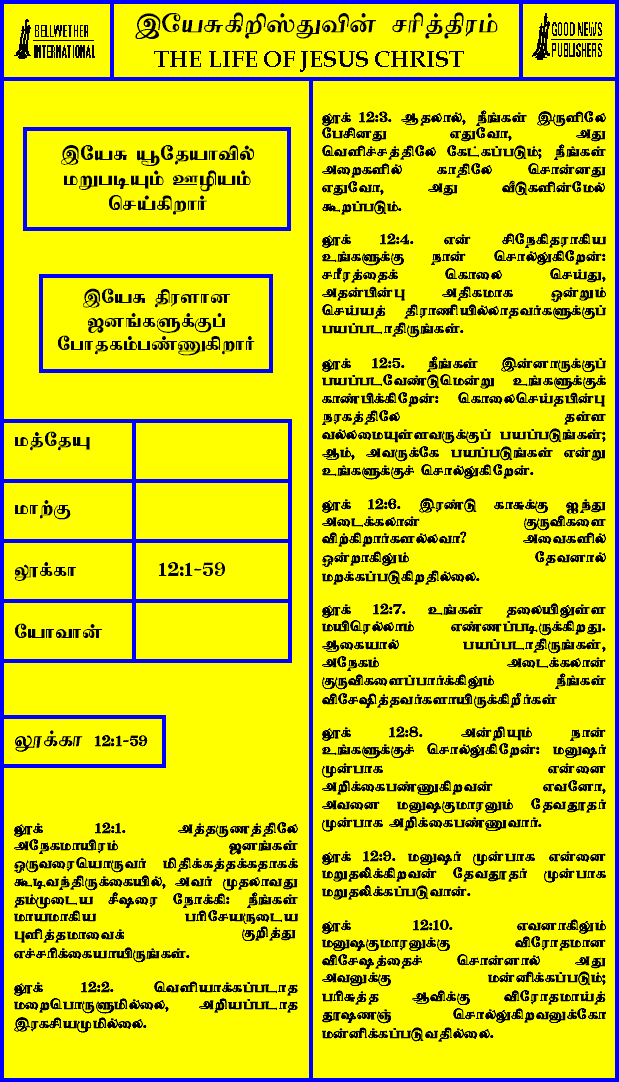 BELLWETHER
INTERNATIONAL
இயேசுகிறிஸ்துவின் சரித்திரம்
THE LIFE OF JESUS CHRIST
GOOD NEWS
PUBLISHERS
இயேசு யூதேயாவில்
மறுபடியும் ஊழியம்
செய்கிறார்
இயேசு திரளான
ஜனங்களுக்குப்
போதகம்பண்ணுகிறார்
மத்தேயு
மாற்கு
லூக்கா 12:1-59
யோவான்
லூக்கா 12:1-59
லூக் 12:1. அத்தருணத்திலே
அநேகமாயிரம் ஜனங்கள்
ஒருவரையொருவர் மிதிக்கத்தக்கதாகக்
கூடிவந்திருக்கையில், அவர் முதலாவது
தம்முடைய சீஷரை நோக்கி: நீங்கள்
மாயமாகிய பரிசேயருடைய
புளித்தமாவைக் குறித்து
எச்சரிக்கையாயிருங்கள்.
லூக் 12:2. வெளியாக்கப்படாத
மறைபொருளுமில்லை, அறியப்படாத
இரகசியமுமில்லை.
லூக் 12:3. ஆதலால், நீங்கள் இருளிலே
பேசினது எதுவோ, அது
வெளிச்சத்திலே கேட்கப்படும்; நீங்கள்
அறைகளில் காதிலே சொன்னது
எதுவோ, அது வீடுகளின்மேல்
கூறப்படும்.
லூக் 12:4. என் சிநேகிதராகிய
உங்களுக்கு நான் சொல்லுகிறேன்:
சரீரத்தைக் கொலை செய்து,
அதன்பின்பு அதிகமாக ஒன்றும்
செய்யத் திராணியில்லாதவர்களுக்குப்
பயப்படாதிருங்கள்.
லூக் 12:5. நீங்கள் இன்னாருக்குப்
பயப்படவேண்டுமென்று உங்களுக்குக்
காண்பிக்கிறேன்: கொலைசெய்தபின்பு
நரகத்திலே தள்ள
வல்லமையுள்ளவருக்குப் பயப்படுங்கள்;
ஆம், அவருக்கே பயப்படுங்கள் என்று
உங்களுக்குச் சொல்லுகிறேன்.
லூக் 12:6. இரண்டு காசுக்கு ஐந்து
அடைக்கலான் குருவிகளை
விற்கிறார்களல்லவா? அவைகளில்
ஒன்றாகிலும் தேவனால்
மறக்கப்படுகிறதில்லை.
லூக் 12:7. உங்கள் தலையிலுள்ள
மயிரெல்லாம் எண்ணப்பட்டிருக்கிறது.
ஆகையால் பயப்படாதிருங்கள்,
அநேகம் அடைக்கலான்
குருவிகளைப்பார்க்கிலும் நீங்கள்
விசேஷித்தவர்களாயிருக்கிறீர்கள்
லூக் 12:8. அன்றியும் நான்
உங்களுக்குச் சொல்லுகிறேன்: மனுஷர்
முன்பாக என்னை
அறிக்கைபண்ணுகிறவன் எவனோ,
அவனை மனுஷகுமாரனும் தேவதூதர்
முன்பாக அறிக்கைபண்ணுவார்.
லூக் 12:9. மனுஷர் முன்பாக என்னை
மறுதலிக்கிறவன் தேவதூதர் முன்பாக
மறுதலிக்கப்படுவான்.
லூக் 12:10. எவனாகிலும்
மனுஷகுமாரனுக்கு விரோதமான
விசேஷத்தைச் சொன்னால் அது
அவனுக்கு மன்னிக்கப்படும்;
பரிசுத்த ஆவிக்கு விரோதமாய்த்
தூஷணஞ் சொல்லுகிறவனுக்கோ
மன்னிக்கப்படுவதில்லை.